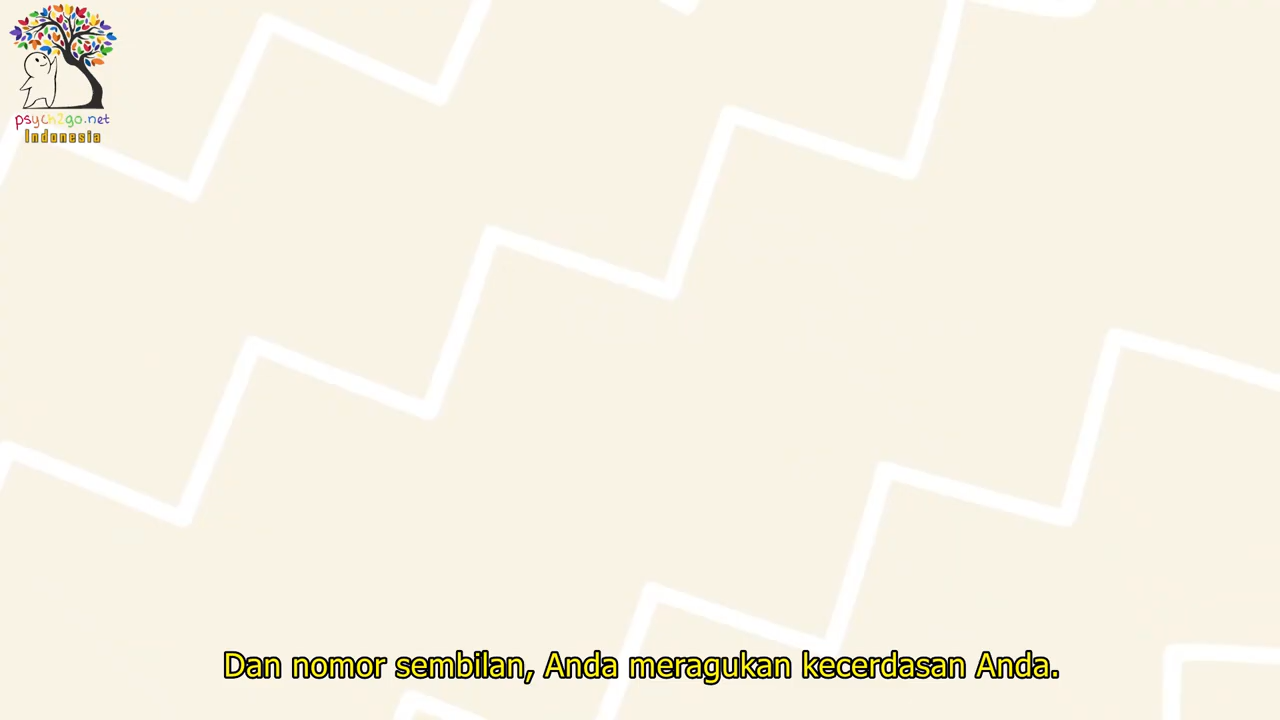 psych2go.net
Indonesia
Dan nomor sembilan, Anda meragukan kecerdasan Anda.